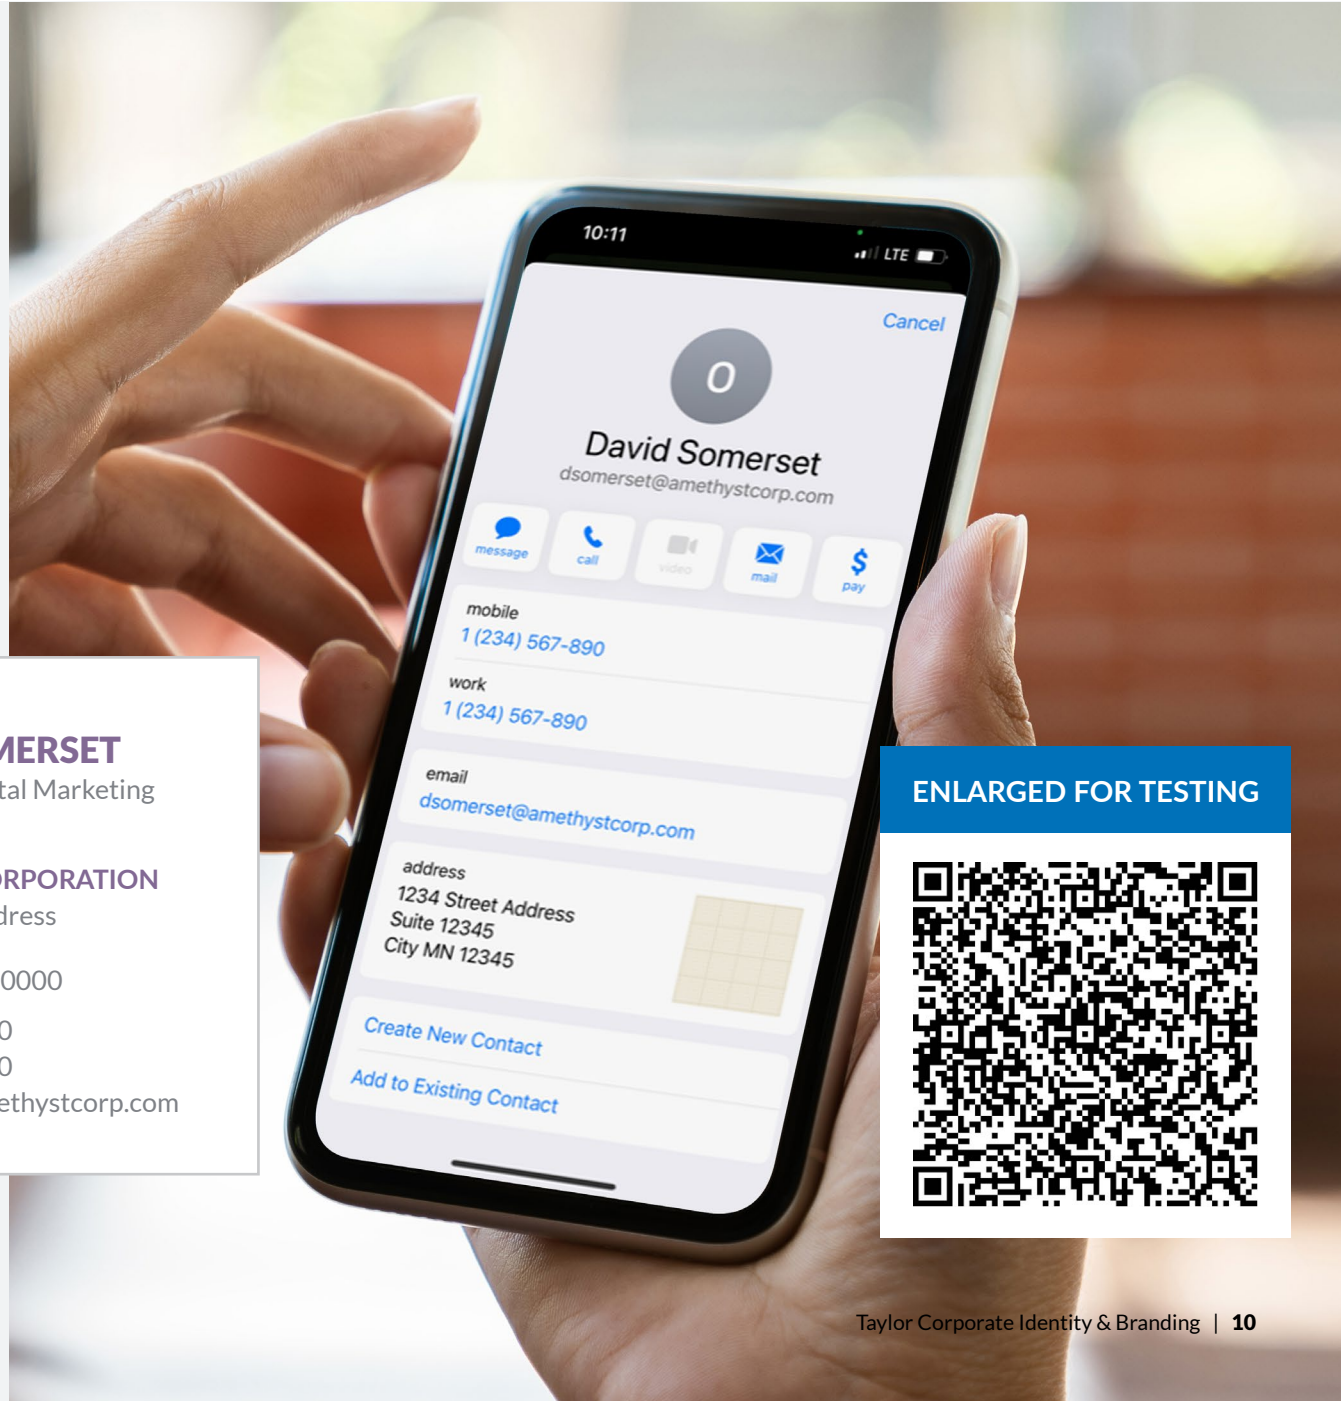 10:11
LTE
Cancel
O
David Somerset
dsomerset@amethystcorp.com
message
call
video
mail
pay
mobile
1 (234) 567-890
work
1 (234) 567-890
email
dsomerset@amethystcorp.com
address
1234 Street Address
Suite 12345
City MN 12345
Create New Contact
Add to Existing Contact
MERSET
tal Marketing
ORPORATION
dress
0000
0
0
ethystcorp.com
ENLARGED FOR TESTING
Taylor Corporate Identity & Branding | 10